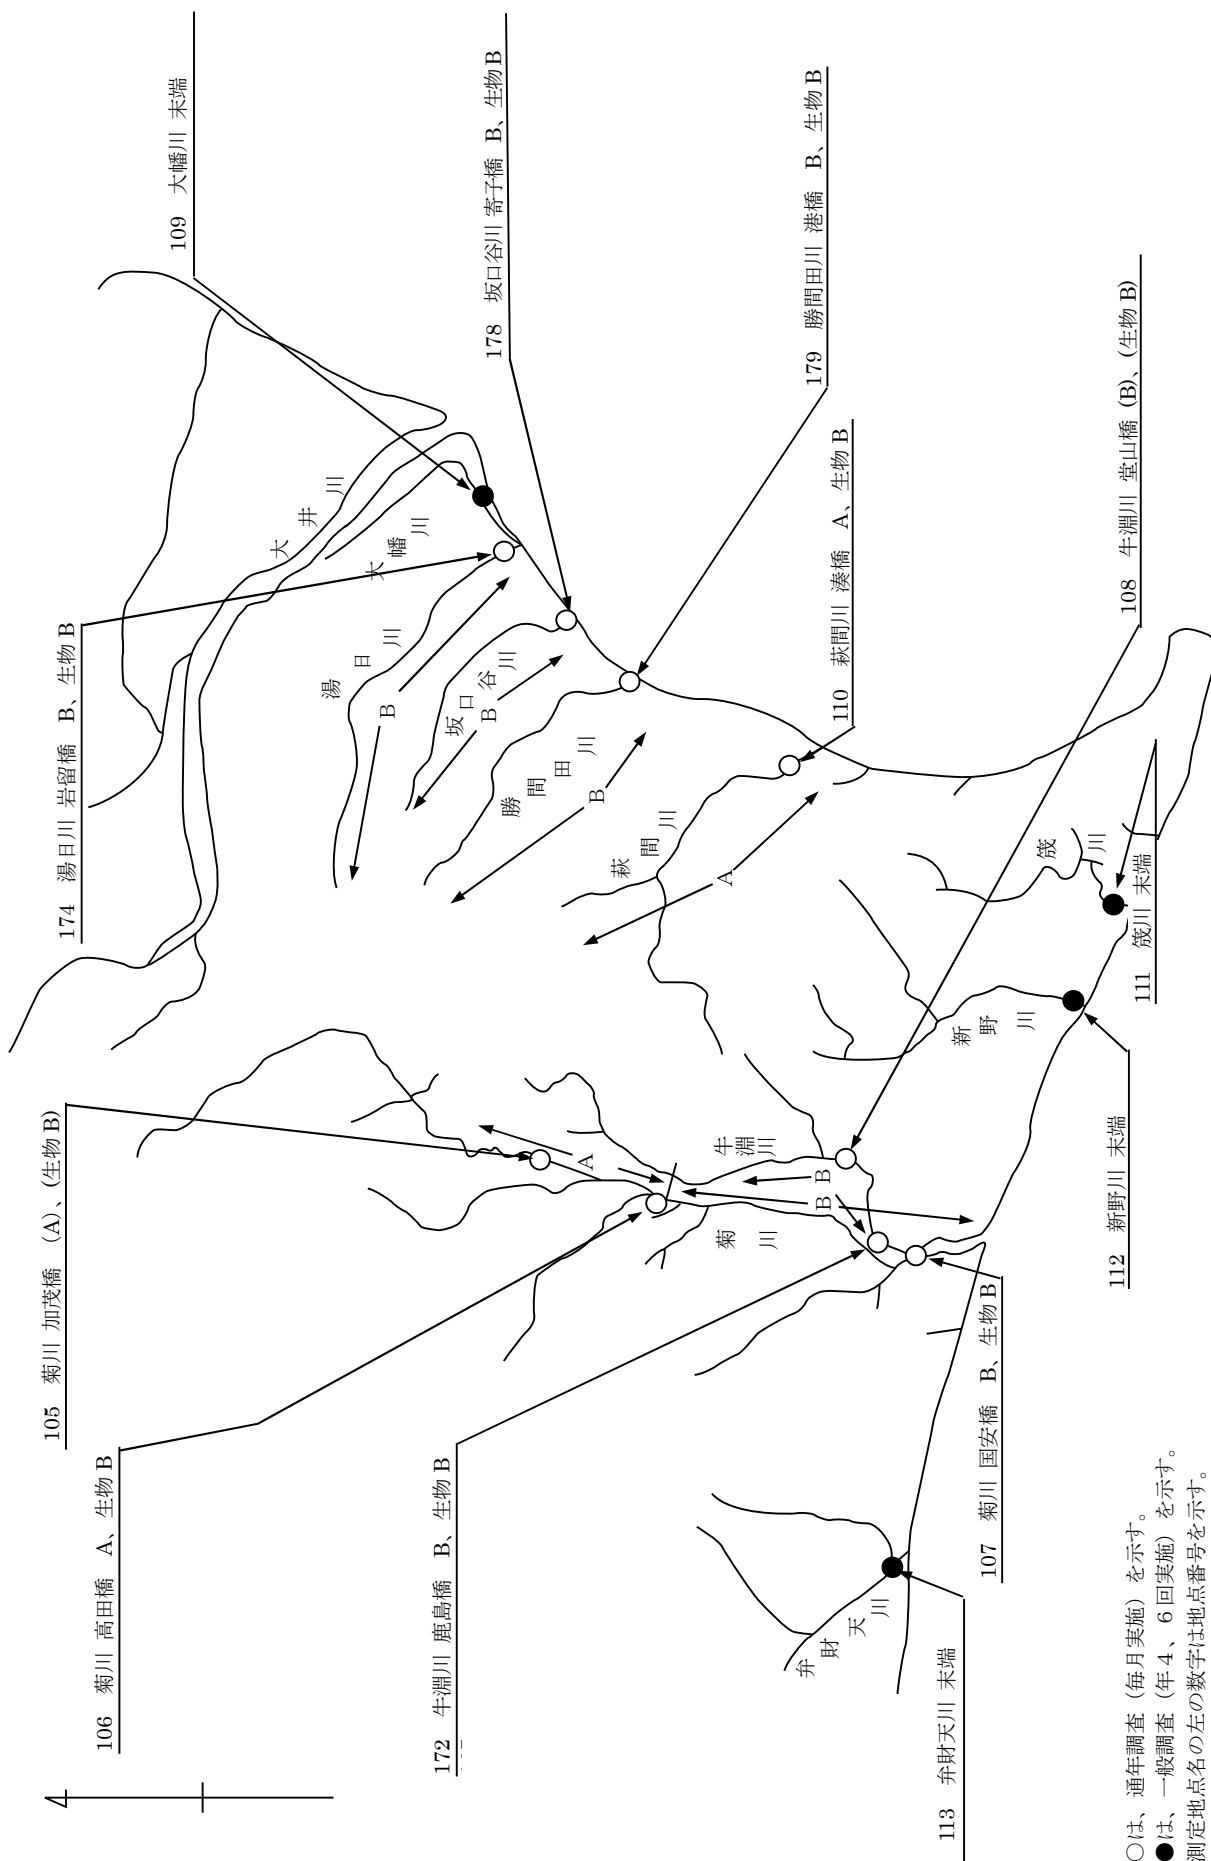 109　大幡川 末端
178　坂口谷川 寄子橋　B、生物B
179　勝間田川 港橋　B、生物B
110　萩間川 湊橋　A、生物B
108　牛淵川 堂山橋 (B)、(生物B)
174　湯日川 岩留橋　B、生物B
大井川
大幡川
湯日川
B
坂口谷川
B
勝間田川
B
萩間川
A
筬川
111　筬川 末端
新野川
112　新野川 末端
105　菊川 加茂橋　(A)、(生物B)
106　菊川 高田橋　A、生物B
172　牛淵川 鹿島橋　B、生物B
A
牛淵川
B
B
菊川
107　菊川 国安橋　B、生物B
弁財天川
113　弁財天川 末端
○は、通年調査（毎月実施）を示す。
●は、一般調査（年４、６回実施）を示す。
測定地点名の左の数字は地点番号を示す。